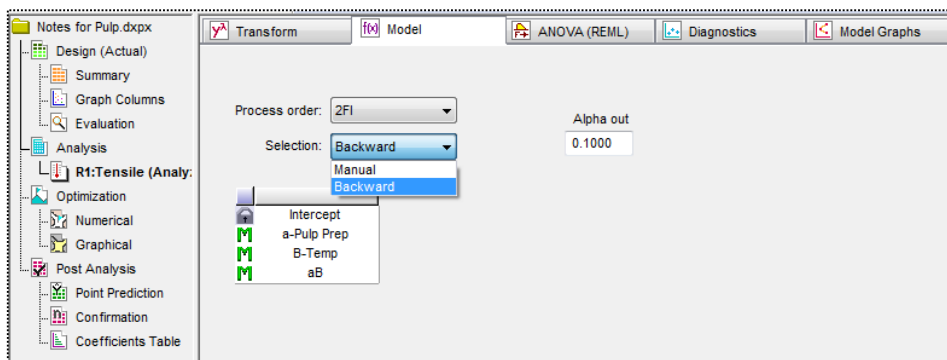 Notes for Pulp.dxpx
Design (Actual)
Summary
Graph Columns
Evaluation
Analysis
R1:Tensile (Analy:
Optimization
Numerical
Graphical
Post Analysis
Point Prediction
Confirmation
Coefficients Table
yλ Transform
f(x) Model
ANOVA (REML)
Diagnostics
Model Graphs
Process order: 2FI
Selection: Backward
Manual
Backward
Alpha out
0.1000
Intercept
M a-Pulp Prep
M B-Temp
M aB